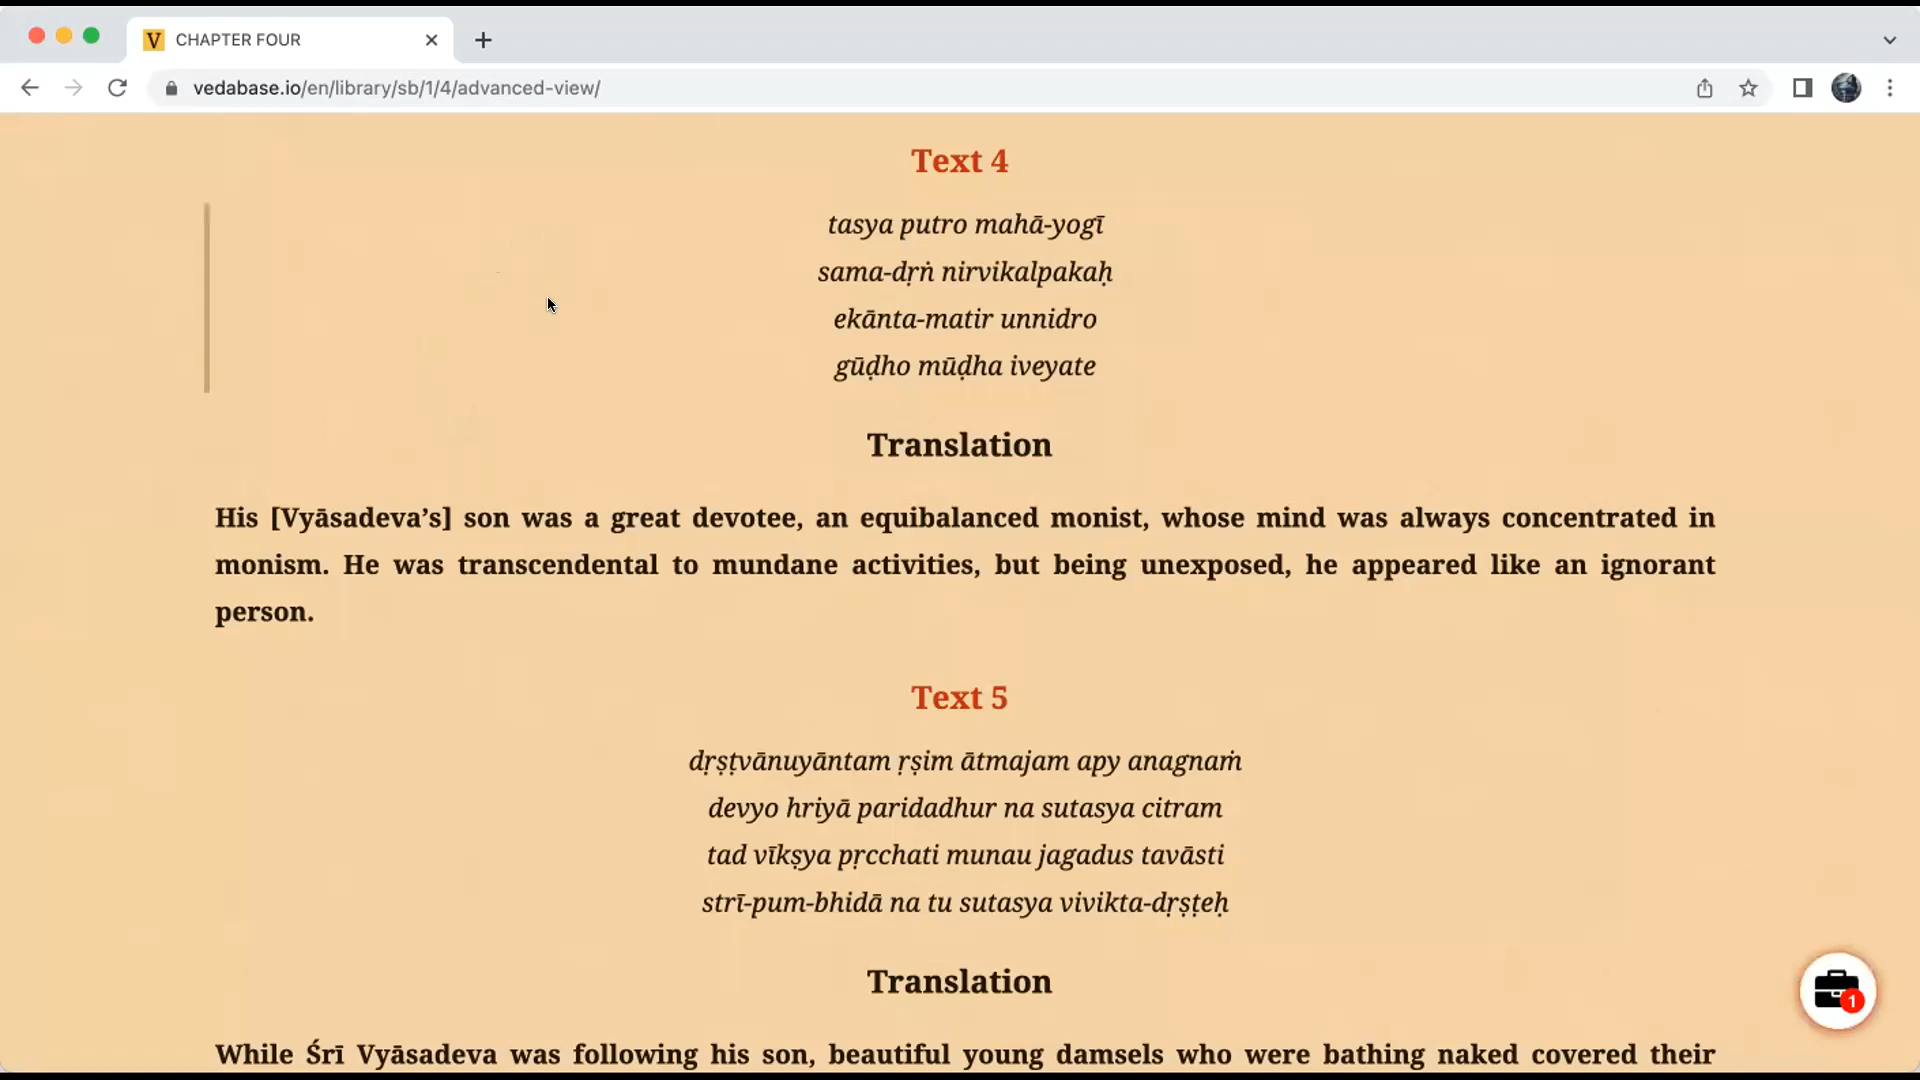 CHAPTER FOUR
vedabase.io/en/library/sb/1/4/advanced-view/
Text 4
tasya putro mahā-yogī
sama-dṛṅ nirvikalpakaḥ
ekānta-matir unnidro
gūḍho mūḍha iveyate
Translation
His [Vyāsadeva’s] son was a great devotee, an equibalanced monist, whose mind was always concentrated in
monism. He was transcendental to mundane activities, but being unexposed, he appeared like an ignorant
person.
Text 5
dṛṣṭvānuyāntam ṛṣim ātmajam apy anagnaṁ
devyo hriyā paridadhur na sutasya citram
tad vīkṣya pṛcchati munau jagadus tavāsti
strī-pum-bhidā na tu sutasya vivikta-dṛṣṭeḥ
Translation
While Śrī Vyāsadeva was following his son, beautiful young damsels who were bathing naked covered their
1